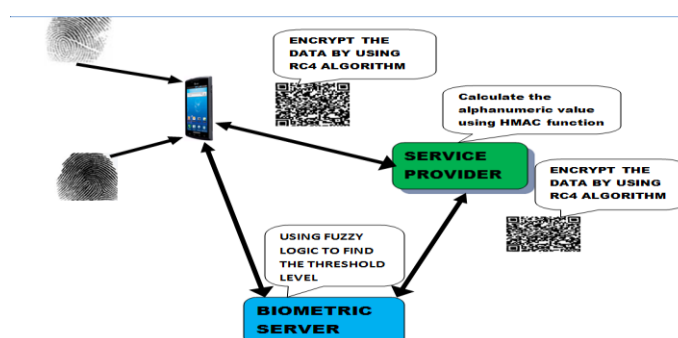 ENCRYPT THE
DATA BY USING
RC4 ALGORITHM
Calculate the
alphanumeric value
using HMAC function
SERVICE
PROVIDER
ENCRYPT THE
DATA BY USING
RC4 ALGORITHM
USING FUZZY
LOGIC TO FIND
THE THRESHOLD
LEVEL
BIOMETRIC
SERVER